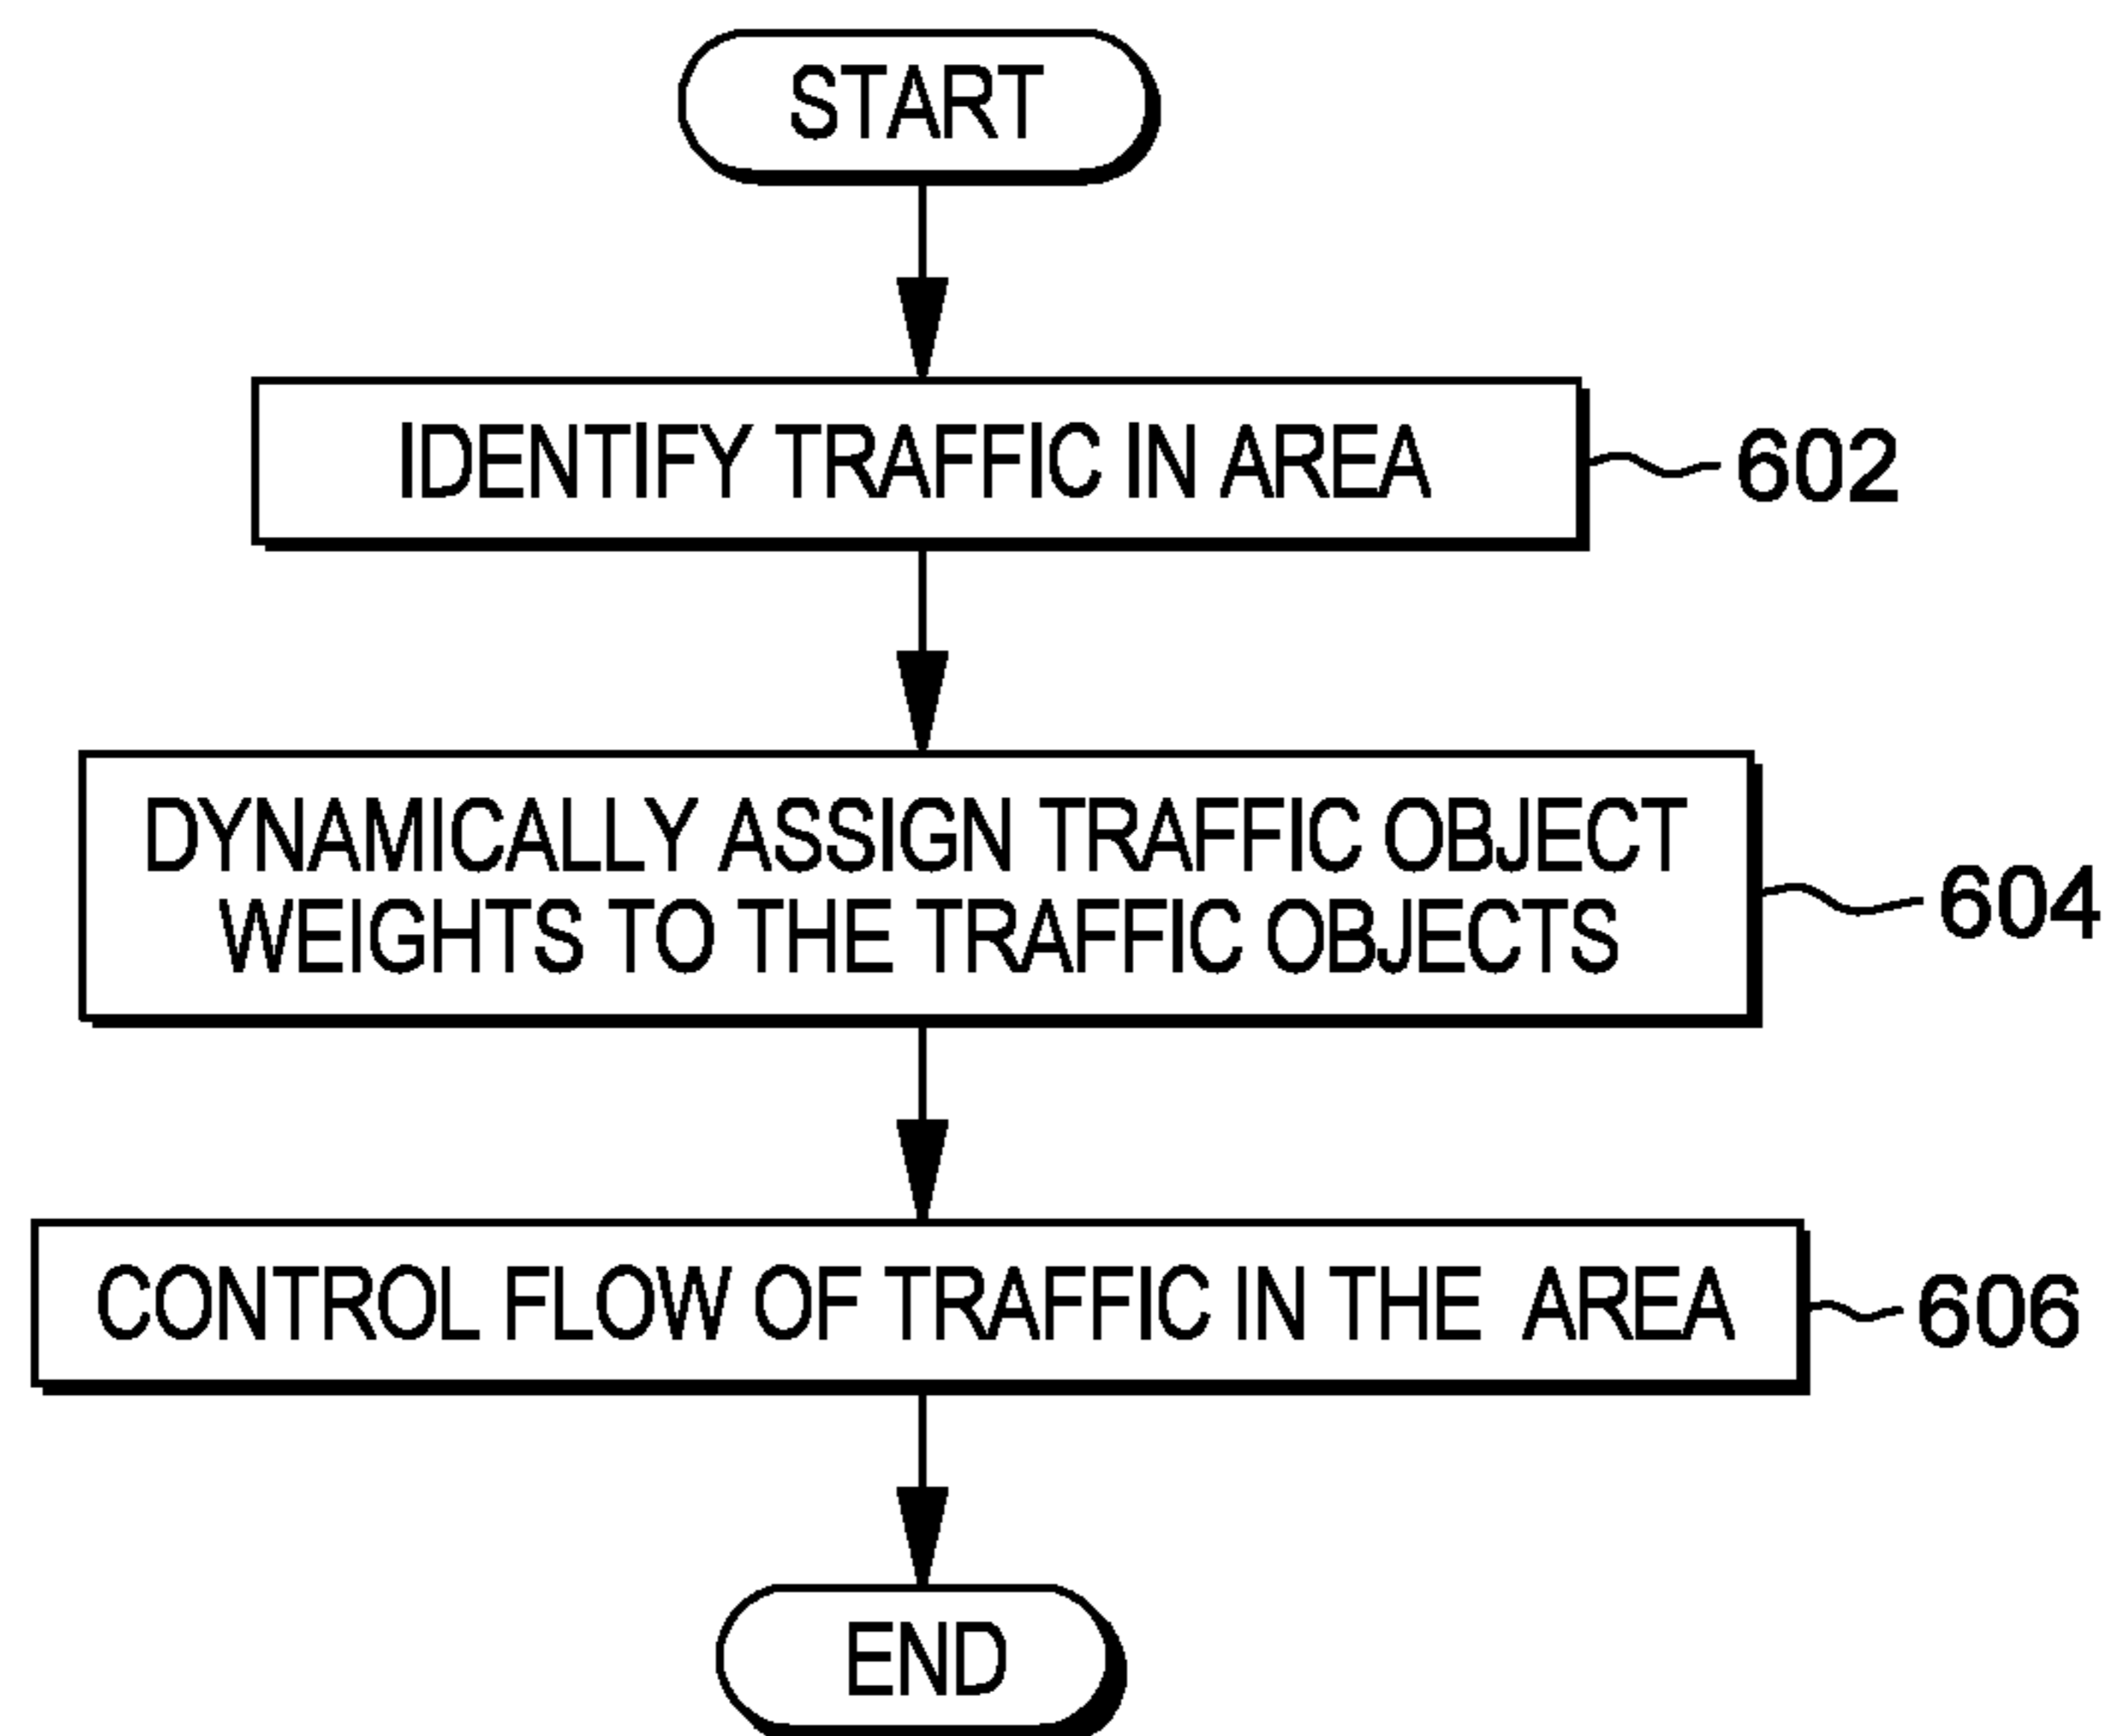 START
IDENTIFY TRAFFIC IN AREA
602
DYNAMICALLY ASSIGN TRAFFIC OBJECT
WEIGHTS TO THE TRAFFIC OBJECTS
604
CONTROL FLOW OF TRAFFIC IN THE AREA
606
END